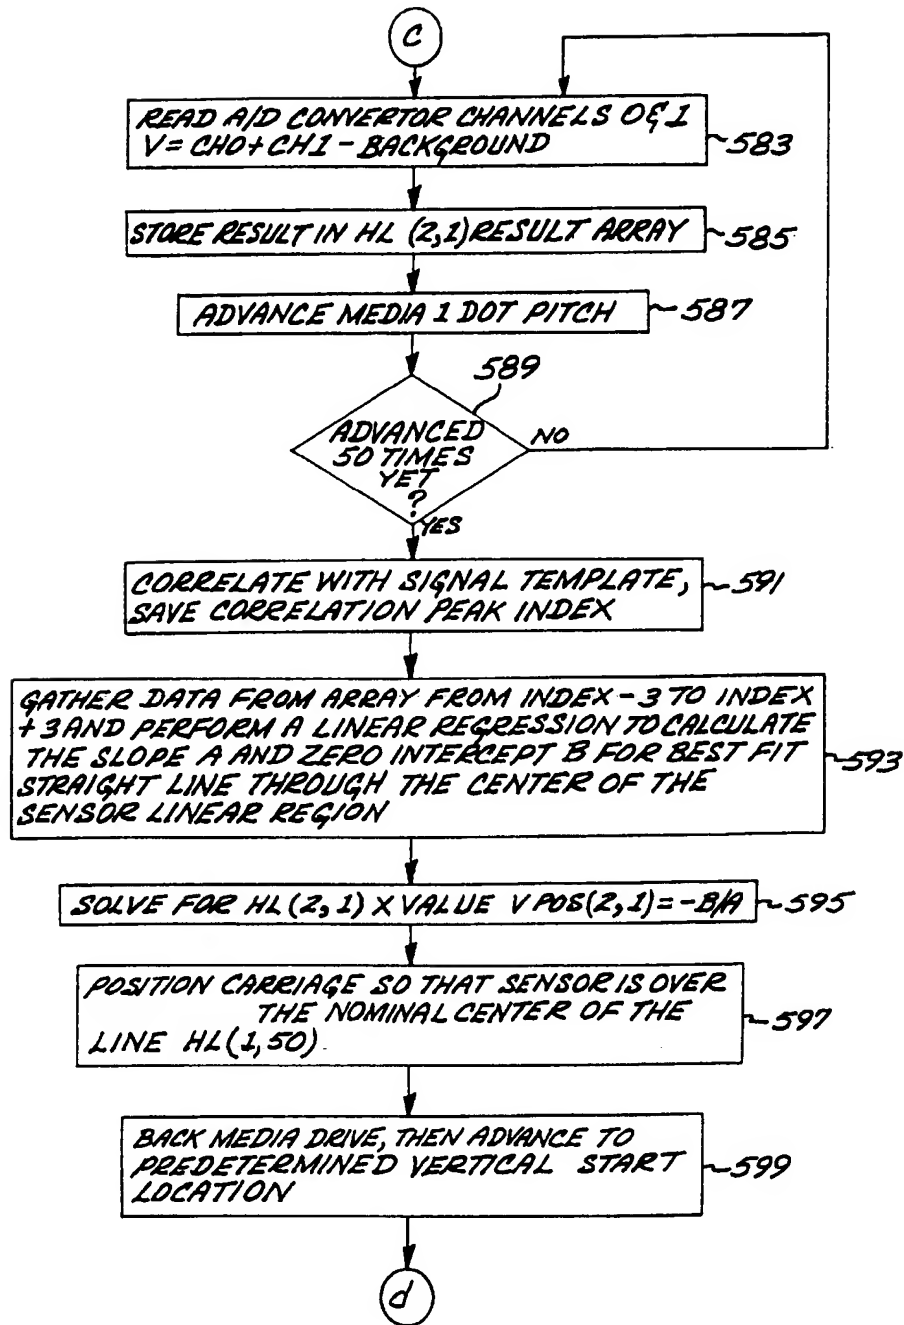 C
READ A/D CONVERTOR CHANNELS 0&1
V = CH0 + CH1 - BACKGROUND
583
STORE RESULT IN HL (2,1) RESULT ARRAY
585
ADVANCE MEDIA 1 DOT PITCH
587
589
ADVANCED
50 TIMES
YET
?
NO
YES
CORRELATE WITH SIGNAL TEMPLATE,
SAVE CORRELATION PEAK INDEX
591
GATHER DATA FROM ARRAY FROM INDEX -3 TO INDEX
+3 AND PERFORM A LINEAR REGRESSION TO CALCULATE
THE SLOPE A AND ZERO INTERCEPT B FOR BEST FIT
STRAIGHT LINE THROUGH THE CENTER OF THE
SENSOR LINEAR REGION
593
SOLVE FOR HL(2,1) X VALUE V POS(2,1) = -B/A
595
POSITION CARRIAGE SO THAT SENSOR IS OVER
THE NOMINAL CENTER OF THE
LINE HL(1,50)
597
BACK MEDIA DRIVE, THEN ADVANCE TO
PREDETERMINED VERTICAL START
LOCATION
599
d